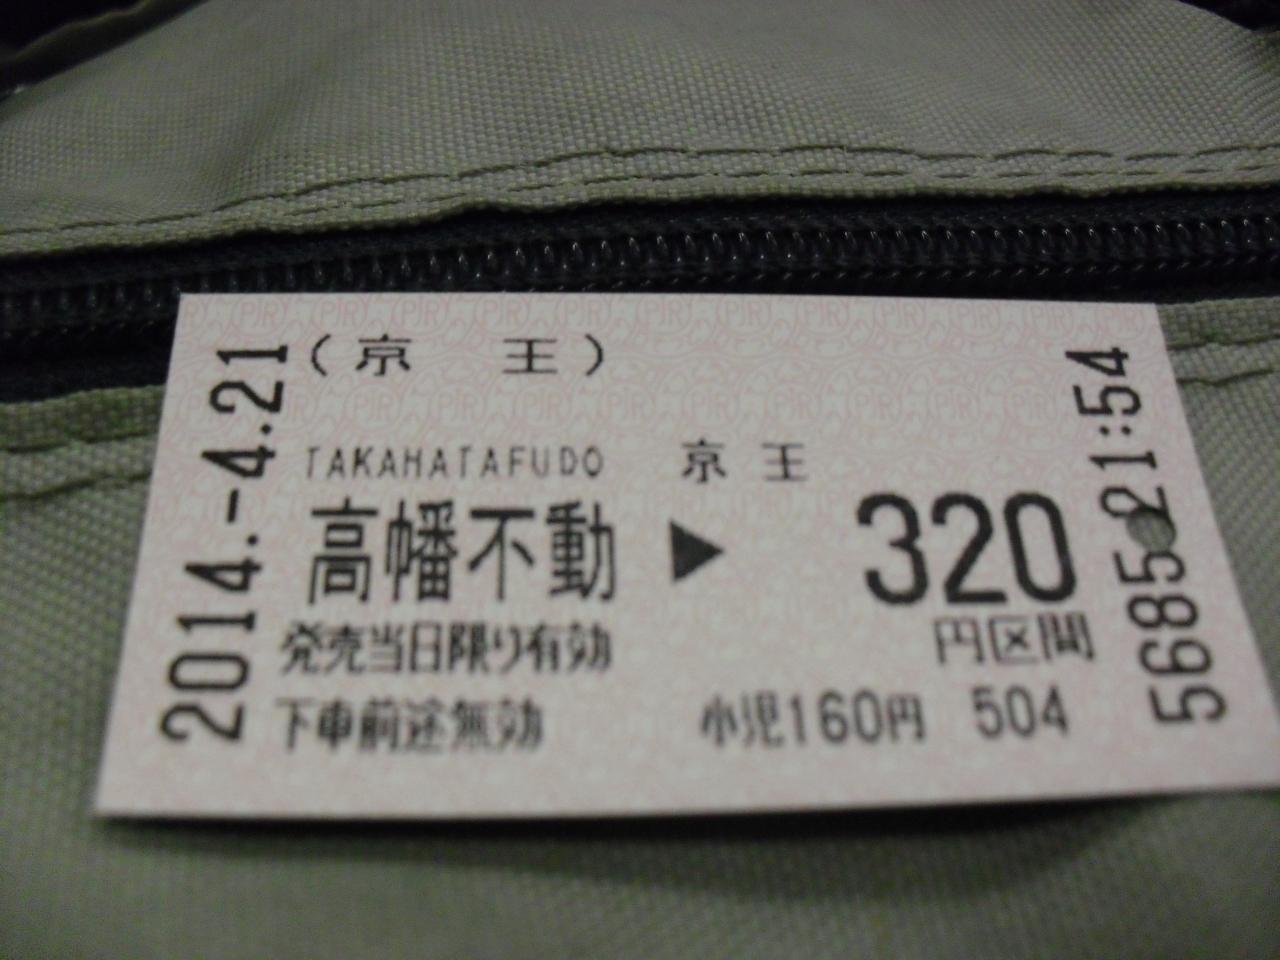 (京 王)
TAKAHATAFUDO 京王
高幡不動 ▶ 320
円区間
発売当日限り有効
下車前途無効 小児160円 504
2014.-4.21
5685 21:54